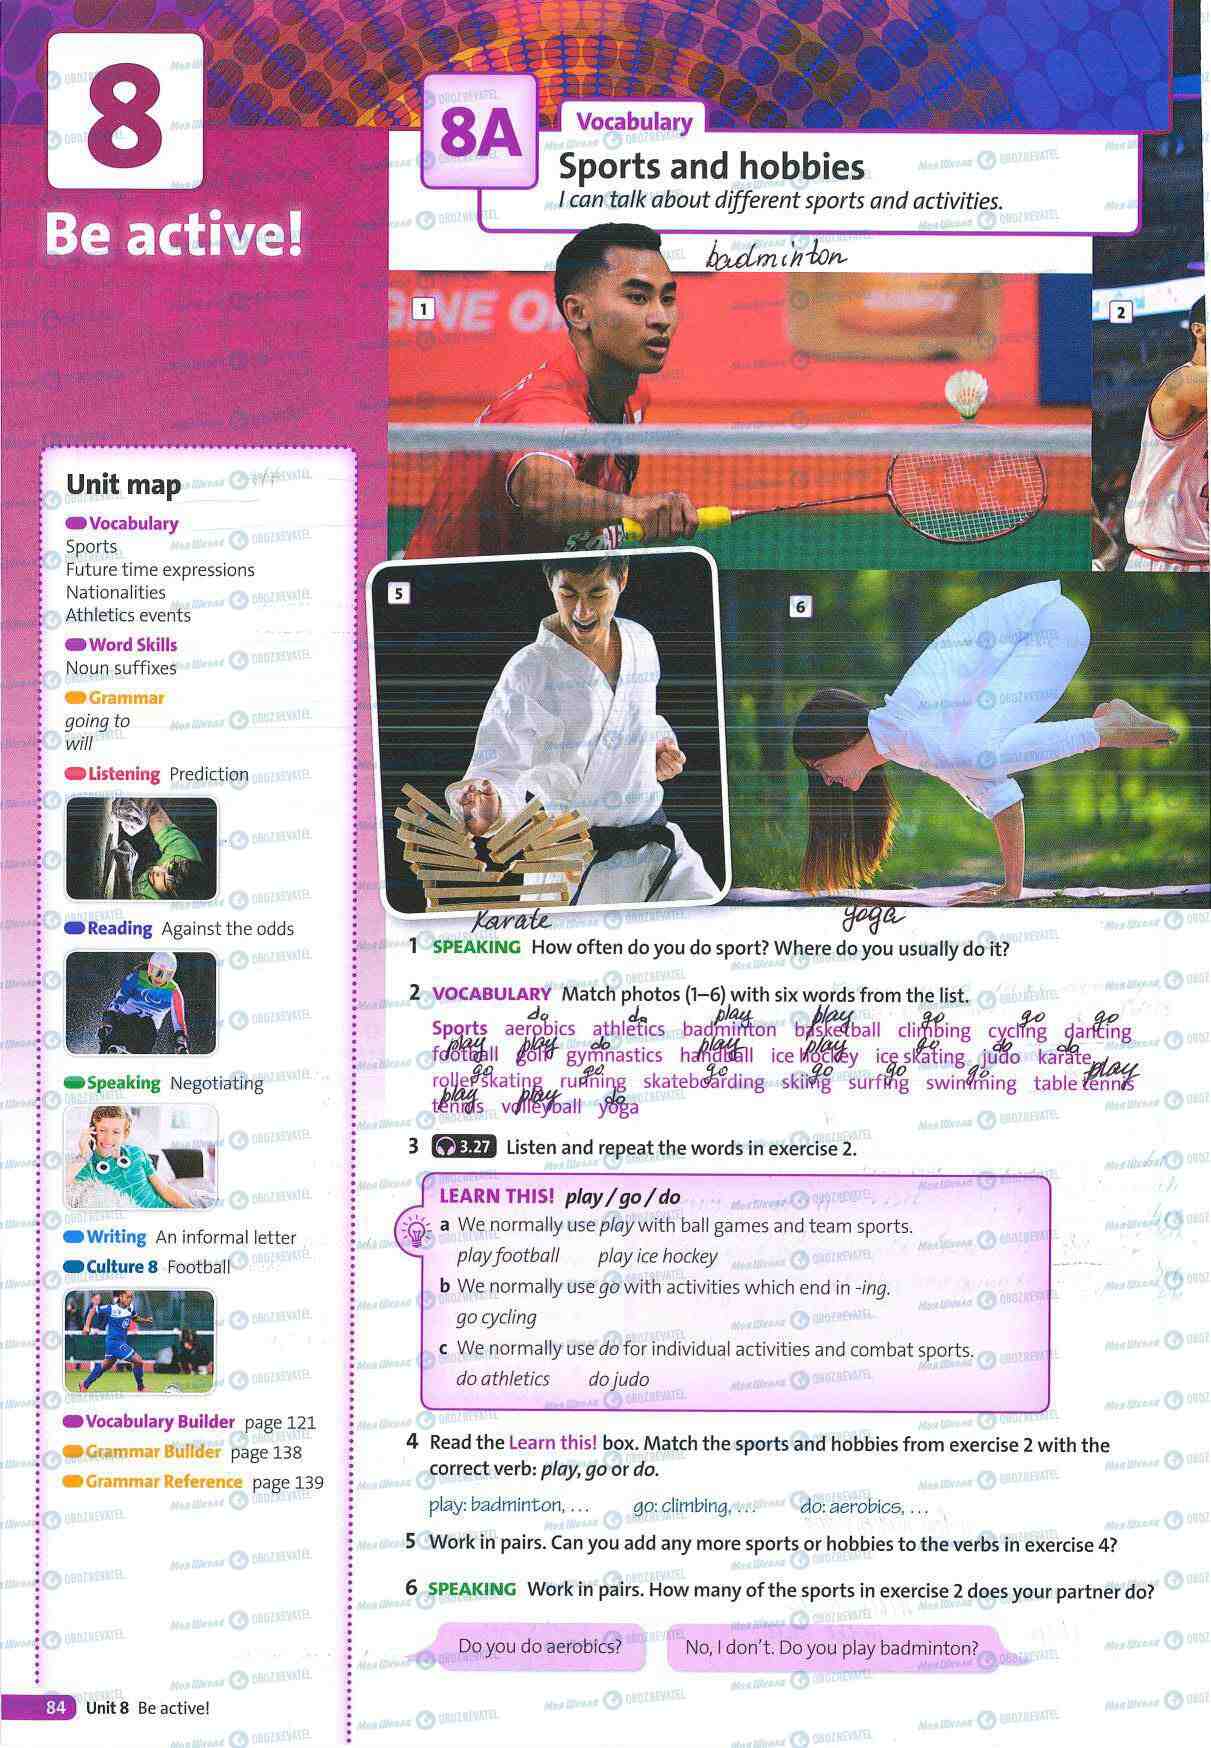 8
Be active!
8A
Vocabulary
Sports and hobbies
I can talk about different sports and activities.
badminton
1
2
5
6
Karate
yoga
Unit map
Vocabulary
Sports
Future time expressions
Nationalities
Athletics events
Word Skills
Noun suffixes
Grammar
going to
will
Listening Prediction
Reading Against the odds
Speaking Negotiating
Writing An informal letter
Culture 8 Football
Vocabulary Builder page 121
Grammar Builder page 138
Grammar Reference page 139
1 SPEAKING How often do you do sport? Where do you usually do it?
2 VOCABULARY Match photos (1–6) with six words from the list.
do do play play go go go
Sports aerobics athletics badminton basketball climbing cycling dancing
play play do play play go do do
football golf gymnastics handball ice hockey ice skating judo karate
go go go go go go play
roller skating running skateboarding skiing surfing swimming table tennis
play play do
tennis volleyball yoga
3 3.27 Listen and repeat the words in exercise 2.
LEARN THIS! play / go / do
a We normally use play with ball games and team sports.
play football play ice hockey
b We normally use go with activities which end in -ing.
go cycling
c We normally use do for individual activities and combat sports.
do athletics do judo
4 Read the Learn this! box. Match the sports and hobbies from exercise 2 with the
correct verb: play, go or do.
play: badminton, … go: climbing, … do: aerobics, …
5 Work in pairs. Can you add any more sports or hobbies to the verbs in exercise 4?
6 SPEAKING Work in pairs. How many of the sports in exercise 2 does your partner do?
Do you do aerobics? No, I don't. Do you play badminton?
84 Unit 8 Be active!